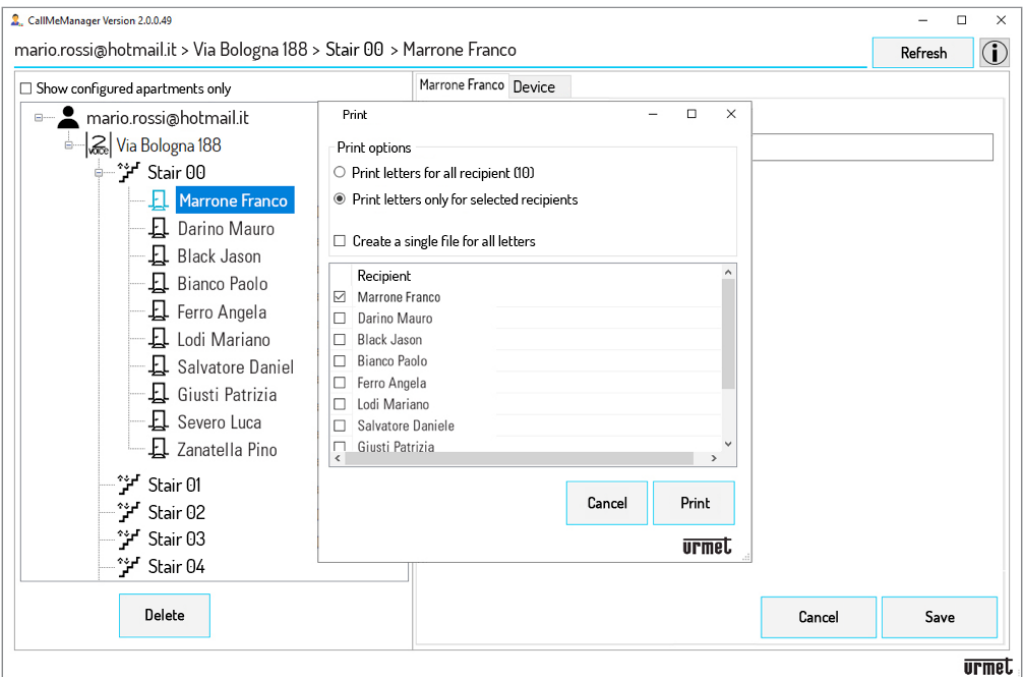 CallMeManager Version 2.0.0.49
mario.rossi@hotmail.it > Via Bologna 188 > Stair 00 > Marrone Franco
Refresh
Show configured apartments only
mario.rossi@hotmail.it
2 VOICE Via Bologna 188
Stair 00
Marrone Franco
Darino Mauro
Black Jason
Bianco Paolo
Ferro Angela
Lodi Mariano
Salvatore Daniel
Giusti Patrizia
Severo Luca
Zanatella Pino
Stair 01
Stair 02
Stair 03
Stair 04
Delete
Marrone Franco Device
Print
Print options
Print letters for all recipient (10)
Print letters only for selected recipients
Create a single file for all letters
Recipient
Marrone Franco
Darino Mauro
Black Jason
Bianco Paolo
Ferro Angela
Lodi Mariano
Salvatore Daniele
Giusti Patrizia
Cancel Print
urmet
Cancel Save
urmet